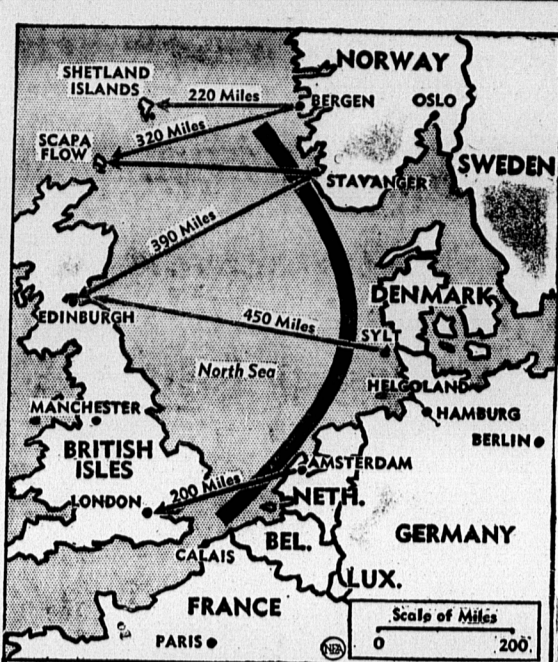 NORWAY
SHETLAND
ISLANDS
220 Miles
BERGEN
OSLO
320 Miles
SCAPA
FLOW
SWEDEN
STAVANGER
390 Miles
DENMARK
EDINBURGH
450 Miles
SYLT
North Sea
HELGOLAND
MANCHESTER
HAMBURG
BERLIN
BRITISH
ISLES
AMSTERDAM
200 Miles
NETH.
LONDON
BEL.
GERMANY
CALAIS
LUX.
FRANCE
Scale of Miles
0 200
PARIS
NEA